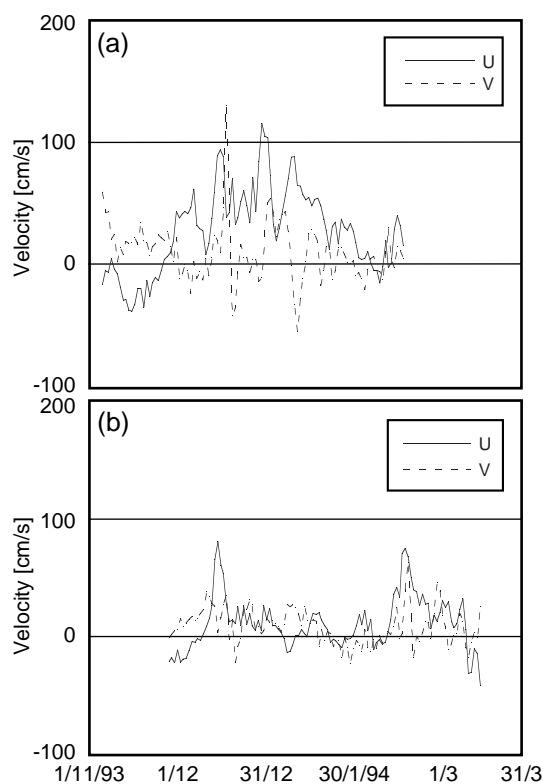 200
(a)
U
V
100
Velocity [cm/s]
0
-100
200
(b)
U
V
100
Velocity [cm/s]
0
-100
1/11/93 1/12 31/12 30/1/94 1/3 31/3